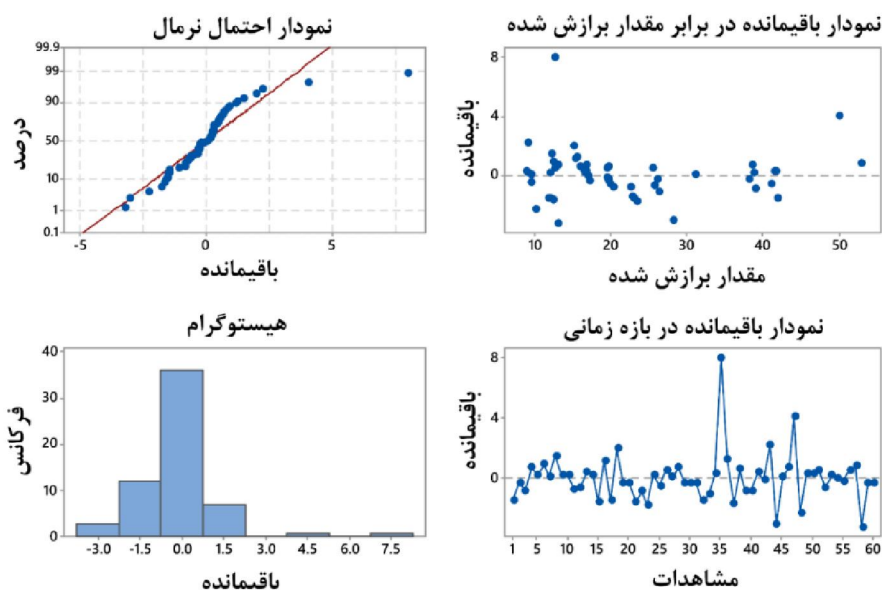 نمودار احتمال نرمال
99.9
99
90
50
10
1
0.1
درصد
-5 0 5
باقیمانده
نمودار باقیمانده در برابر مقدار برازش شده
8
4
0
باقیمانده
10 20 30 40 50
مقدار برازش شده
هیستوگرام
40
30
20
10
0
فرکانس
-3.0 -1.5 0.0 1.5 3.0 4.5 6.0 7.5
باقیمانده
نمودار باقیمانده در بازه زمانی
8
4
0
باقیمانده
1 5 10 15 20 25 30 35 40 45 50 55 60
مشاهدات